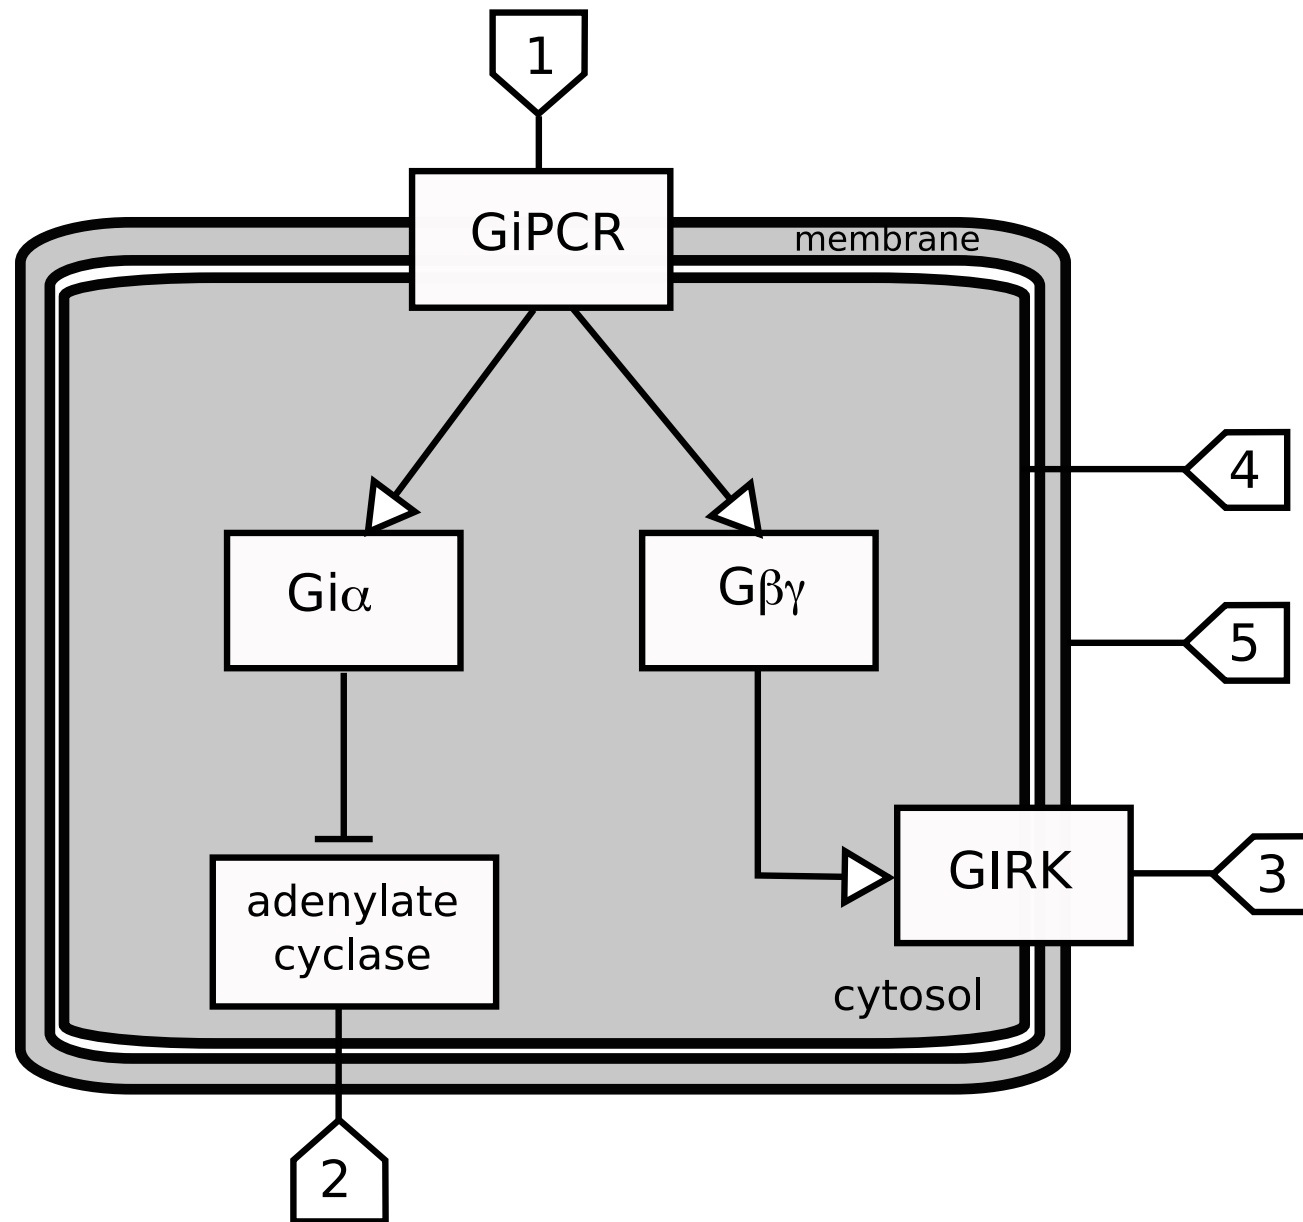 1
GiPCR
membrane
4
Giα
Gβγ
5
GIRK
3
adenylate
cyclase
cytosol
2